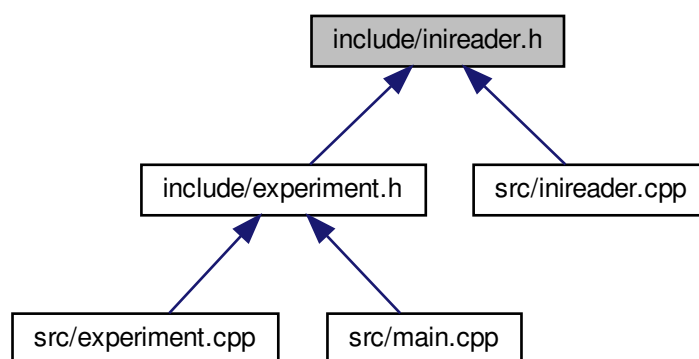 include/inireader.h
include/experiment.h
src/inireader.cpp
src/experiment.cpp
src/main.cpp